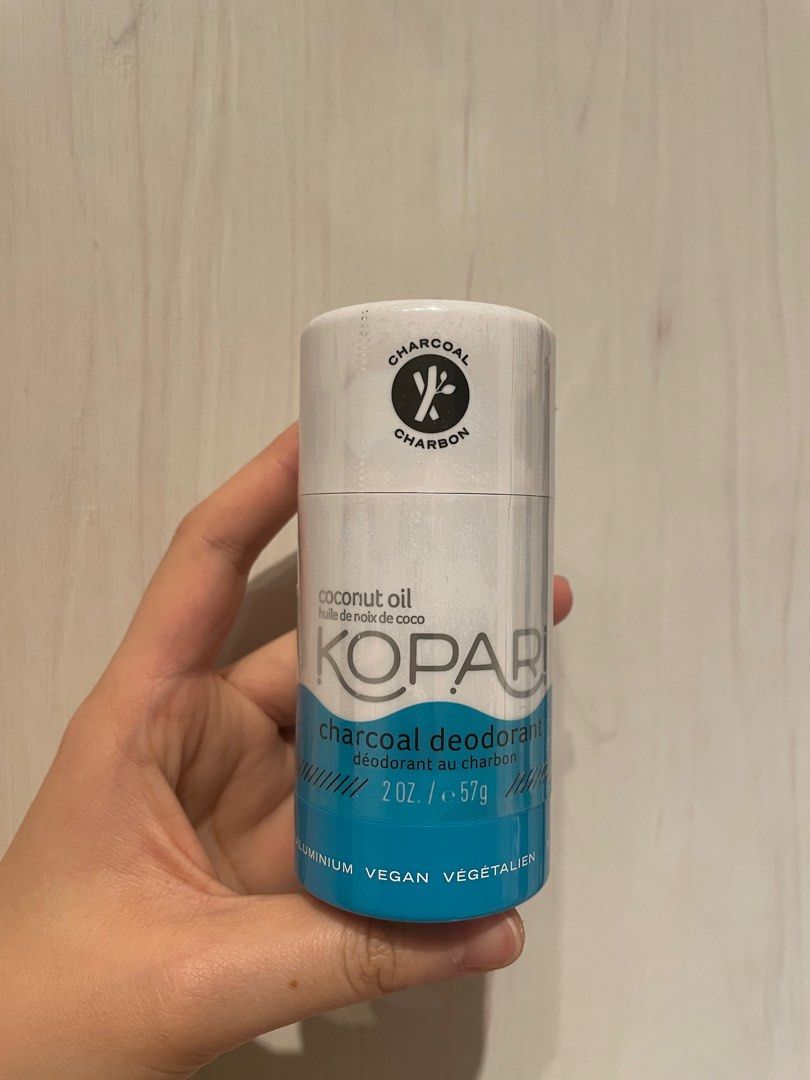 CHARCOAL
CHARBON
coconut oil
huile de noix de coco
KOPARI
charcoal deodorant
déodorant au charbon
2 OZ. / ℮ 57g
ALUMINIUM VEGAN VÉGÉTALIEN